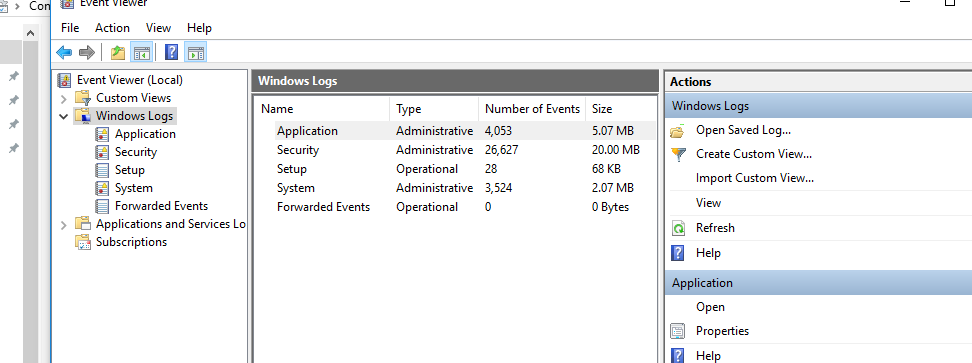 Con
Event Viewer
File Action View Help
Event Viewer (Local)
Custom Views
Windows Logs
Application
Security
Setup
System
Forwarded Events
Applications and Services Lo
Subscriptions
Windows Logs
Name Type Number of Events Size
Application Administrative 4,053 5.07 MB
Security Administrative 26,627 20.00 MB
Setup Operational 28 68 KB
System Administrative 3,524 2.07 MB
Forwarded Events Operational 0 0 Bytes
Actions
Windows Logs
Open Saved Log...
Create Custom View...
Import Custom View...
View
Refresh
Help
Application
Open
Properties
Help